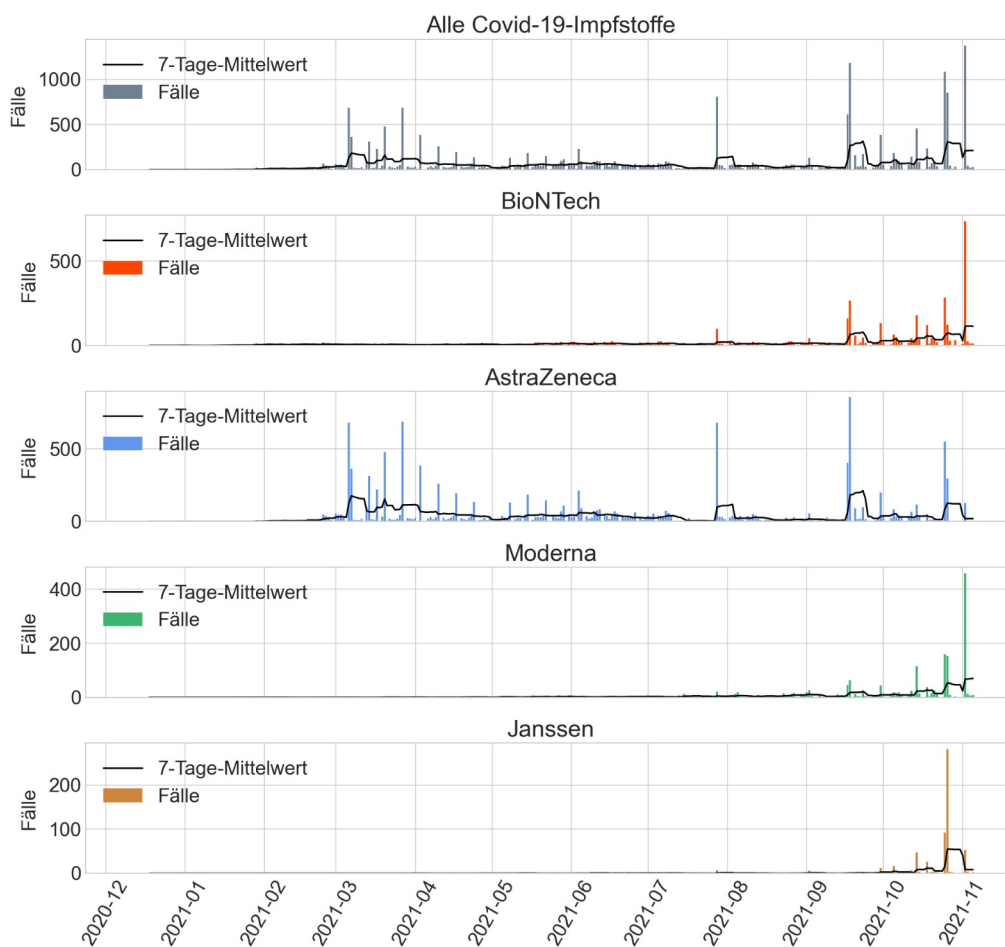 Alle Covid-19-Impfstoffe
7-Tage-Mittelwert
Fälle
Fälle
1000
500
0
BioNTech
7-Tage-Mittelwert
Fälle
Fälle
500
0
AstraZeneca
7-Tage-Mittelwert
Fälle
Fälle
500
0
Moderna
7-Tage-Mittelwert
Fälle
Fälle
400
200
0
Janssen
7-Tage-Mittelwert
Fälle
Fälle
200
100
0
2020-12
2021-01
2021-02
2021-03
2021-04
2021-05
2021-06
2021-07
2021-08
2021-09
2021-10
2021-11